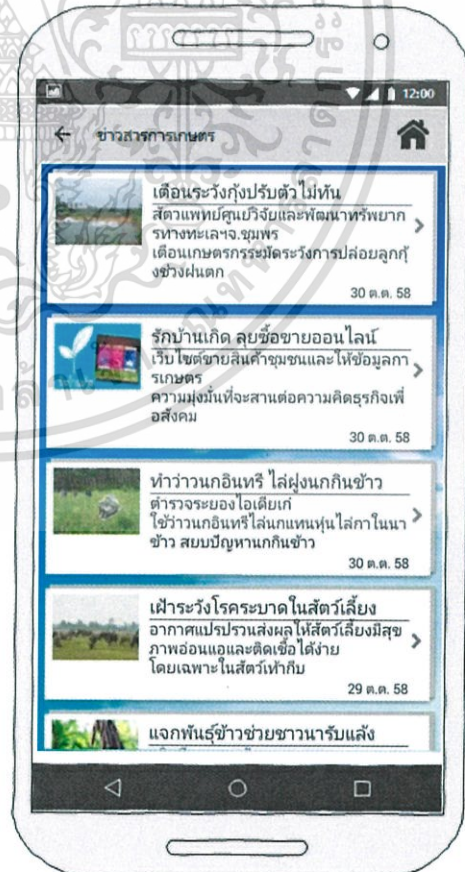 12:00
ข่าวสารการเกษตร
เตือนระวังกุ้งปรับตัวไม่ทัน
สัตวแพทย์ศูนย์วิจัยและพัฒนาทรัพยาก
รทางทะเลฯจ.ชุมพร
เตือนเกษตรกรระมัดระวังการปล่อยลูกกุ้
งช่วงฝนตก
30 ต.ค. 58
รักบ้านเกิด ลุยซื้อขายออนไลน์
เว็บไซต์ขายสินค้าชุมชนและให้ข้อมูลกา
รเกษตร
ความมุ่งมั่นที่จะสานต่อความคิดธุรกิจเพื่
อสังคม
30 ต.ค. 58
ทำว่าวนกอินทรี ไล่ฝูงนกกินข้าว
ตำรวจระยองไอเดียเก๋
ใช้ว่าวนกอินทรีไล่นกแทนหุ่นไล่กาในนา
ข้าว สยบปัญหานกกินข้าว
30 ต.ค. 58
เฝ้าระวังโรคระบาดในสัตว์เลี้ยง
อากาศแปรปรวนส่งผลให้สัตว์เลี้ยงมีสุข
ภาพอ่อนแอและติดเชื้อได้ง่าย
โดยเฉพาะในสัตว์เท้ากีบ
29 ต.ค. 58
แจกพันธุ์ข้าวช่วยชาวนารับแล้ง